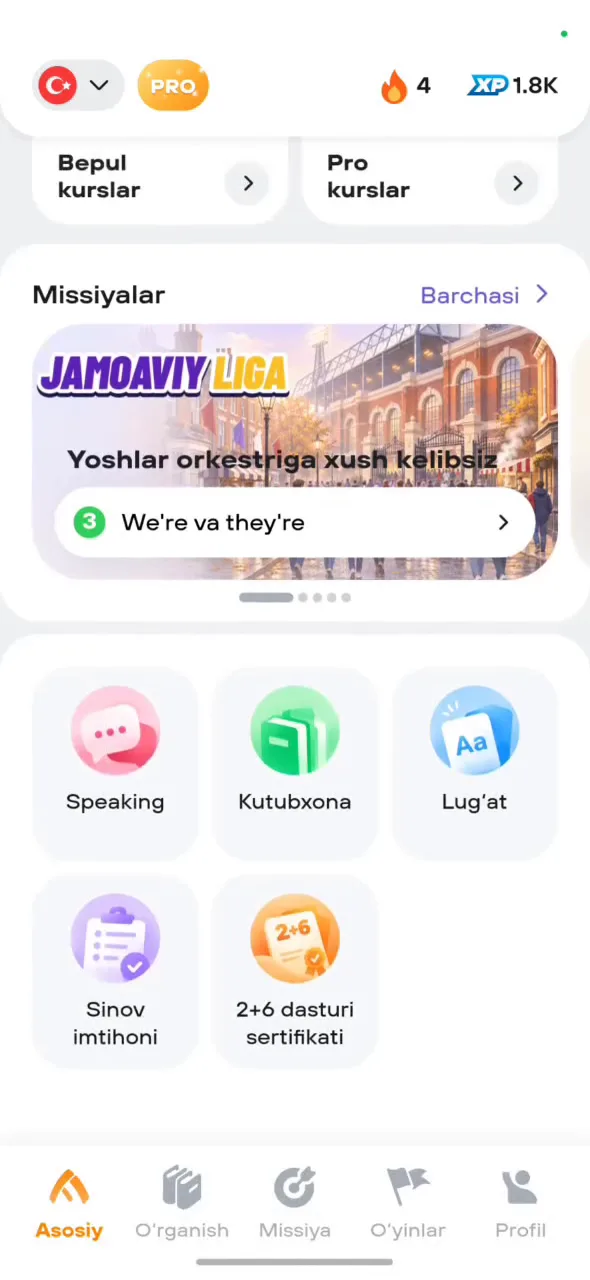 PRO
4
XP 1.8K
Bepul
kurslar
Pro
kurslar
Missiyalar
Barchasi
JAMOAVIY LIGA
Yoshlar orkestriga xush kelibsiz
3 We're va they're
Speaking
Kutubxona
Aa
Lug‘at
Sinov
imtihoni
2+6
2+6 dasturi
sertifikati
Asosiy
O‘rganish
Missiya
O‘yinlar
Profil